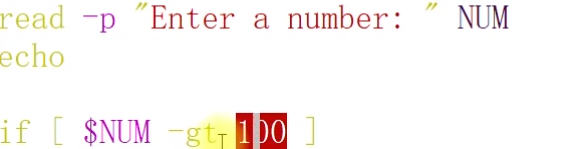 read -p "Enter a number: " NUM
echo
if [ $NUM -gt 100 ]